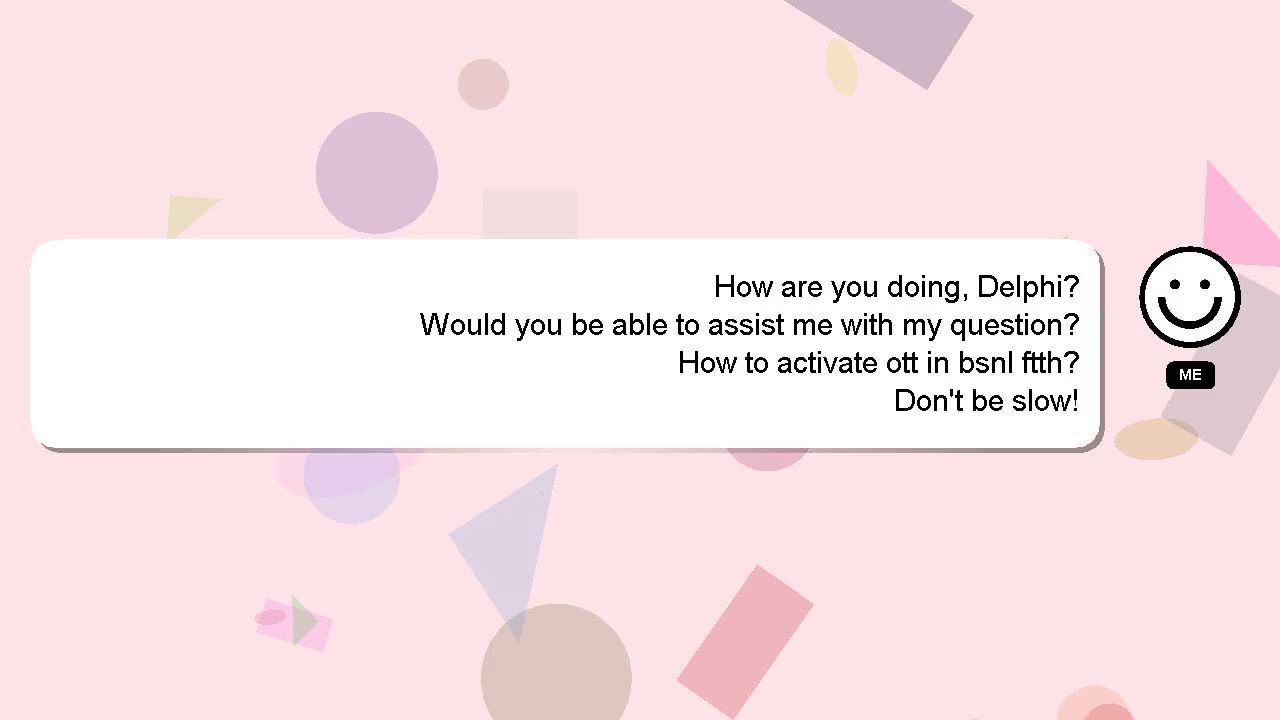 How are you doing, Delphi?
Would you be able to assist me with my question?
How to activate ott in bsnl ftth?
Don't be slow!
ME